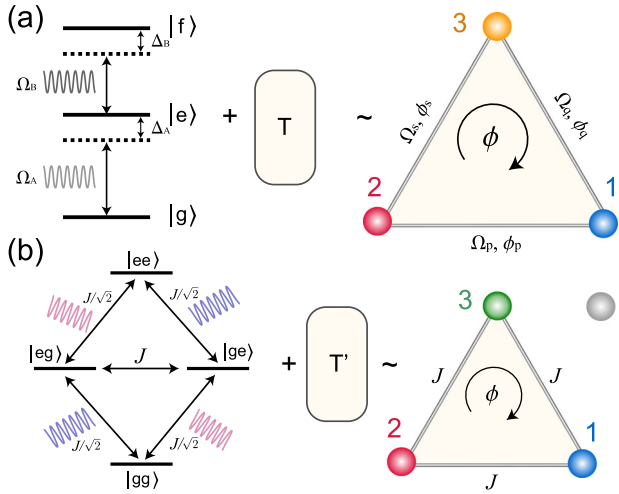 (a)
|f⟩
Δ_B
Ω_B
|e⟩
Δ_A
Ω_A
|g⟩
+
T
~
3
Ω_s, ϕ_s
Ω_q, ϕ_q
ϕ
2
1
Ω_p, ϕ_p
(b)
|ee⟩
J/√2
J/√2
|eg⟩
J
|ge⟩
J/√2
J/√2
|gg⟩
+
T'
~
3
J
J
ϕ
2
1
J